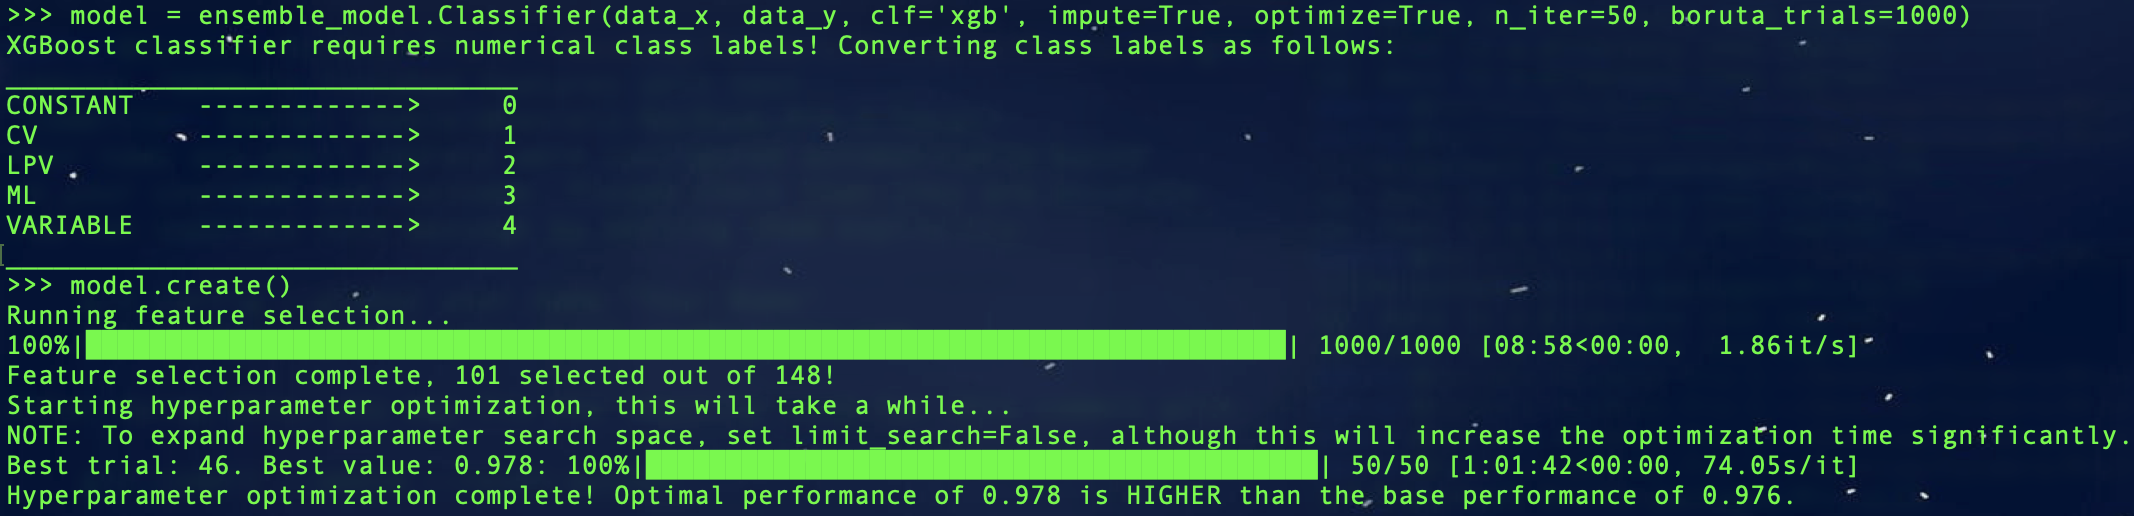 >>> model = ensemble_model.Classifier(data_x, data_y, clf='xgb', impute=True, optimize=True, n_iter=50, boruta_trials=1000)
XGBoost classifier requires numerical class labels! Converting class labels as follows:
________________________________
CONSTANT    ------------->     0
CV          ------------->     1
LPV         ------------->     2
ML          ------------->     3
VARIABLE    ------------->     4
________________________________
>>> model.create()
Running feature selection...
100%|██████████| 1000/1000 [08:58<00:00,  1.86it/s]
Feature selection complete, 101 selected out of 148!
Starting hyperparameter optimization, this will take a while...
NOTE: To expand hyperparameter search space, set limit_search=False, although this will increase the optimization time significantly.
Best trial: 46. Best value: 0.978: 100%|██████████| 50/50 [1:01:42<00:00, 74.05s/it]
Hyperparameter optimization complete! Optimal performance of 0.978 is HIGHER than the base performance of 0.976.